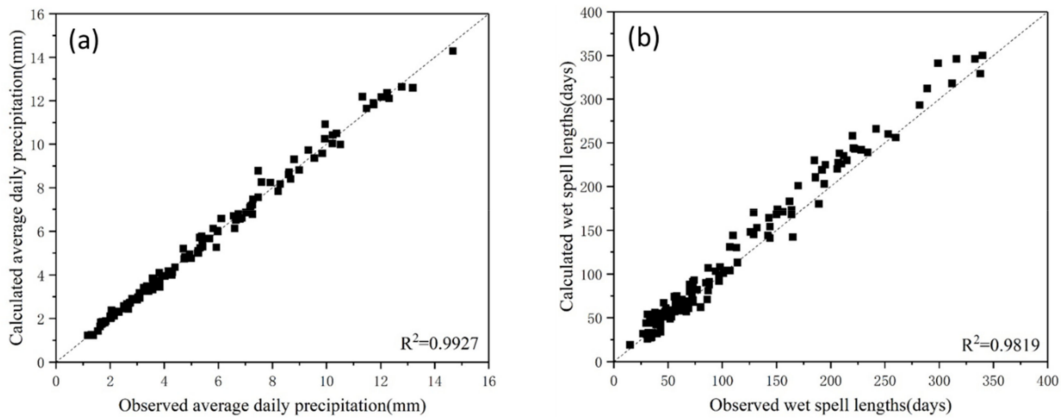 (a)
Calculated average daily precipitation(mm)
16
14
12
10
8
6
4
2
0
0 2 4 6 8 10 12 14 16
Observed average daily precipitation(mm)
R²=0.9927
(b)
Calculated wet spell lengths(days)
400
350
300
250
200
150
100
50
0
0 50 100 150 200 250 300 350 400
Observed wet spell lengths(days)
R²=0.9819